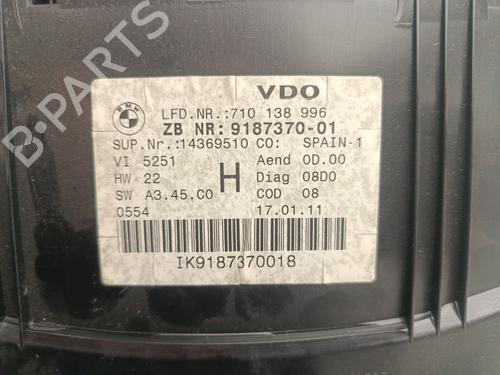 B-PARTS
BMW
VDO
LFD.NR.:710 138 996
ZB NR: 9187370-01
SUP.Nr.:14369510 CO: SPAIN-1
VI 5251 Aend 0D.00
HW 22 H Diag 08D0
SW A3.45.C0 COD 08
0554 17.01.11
IK9187370018